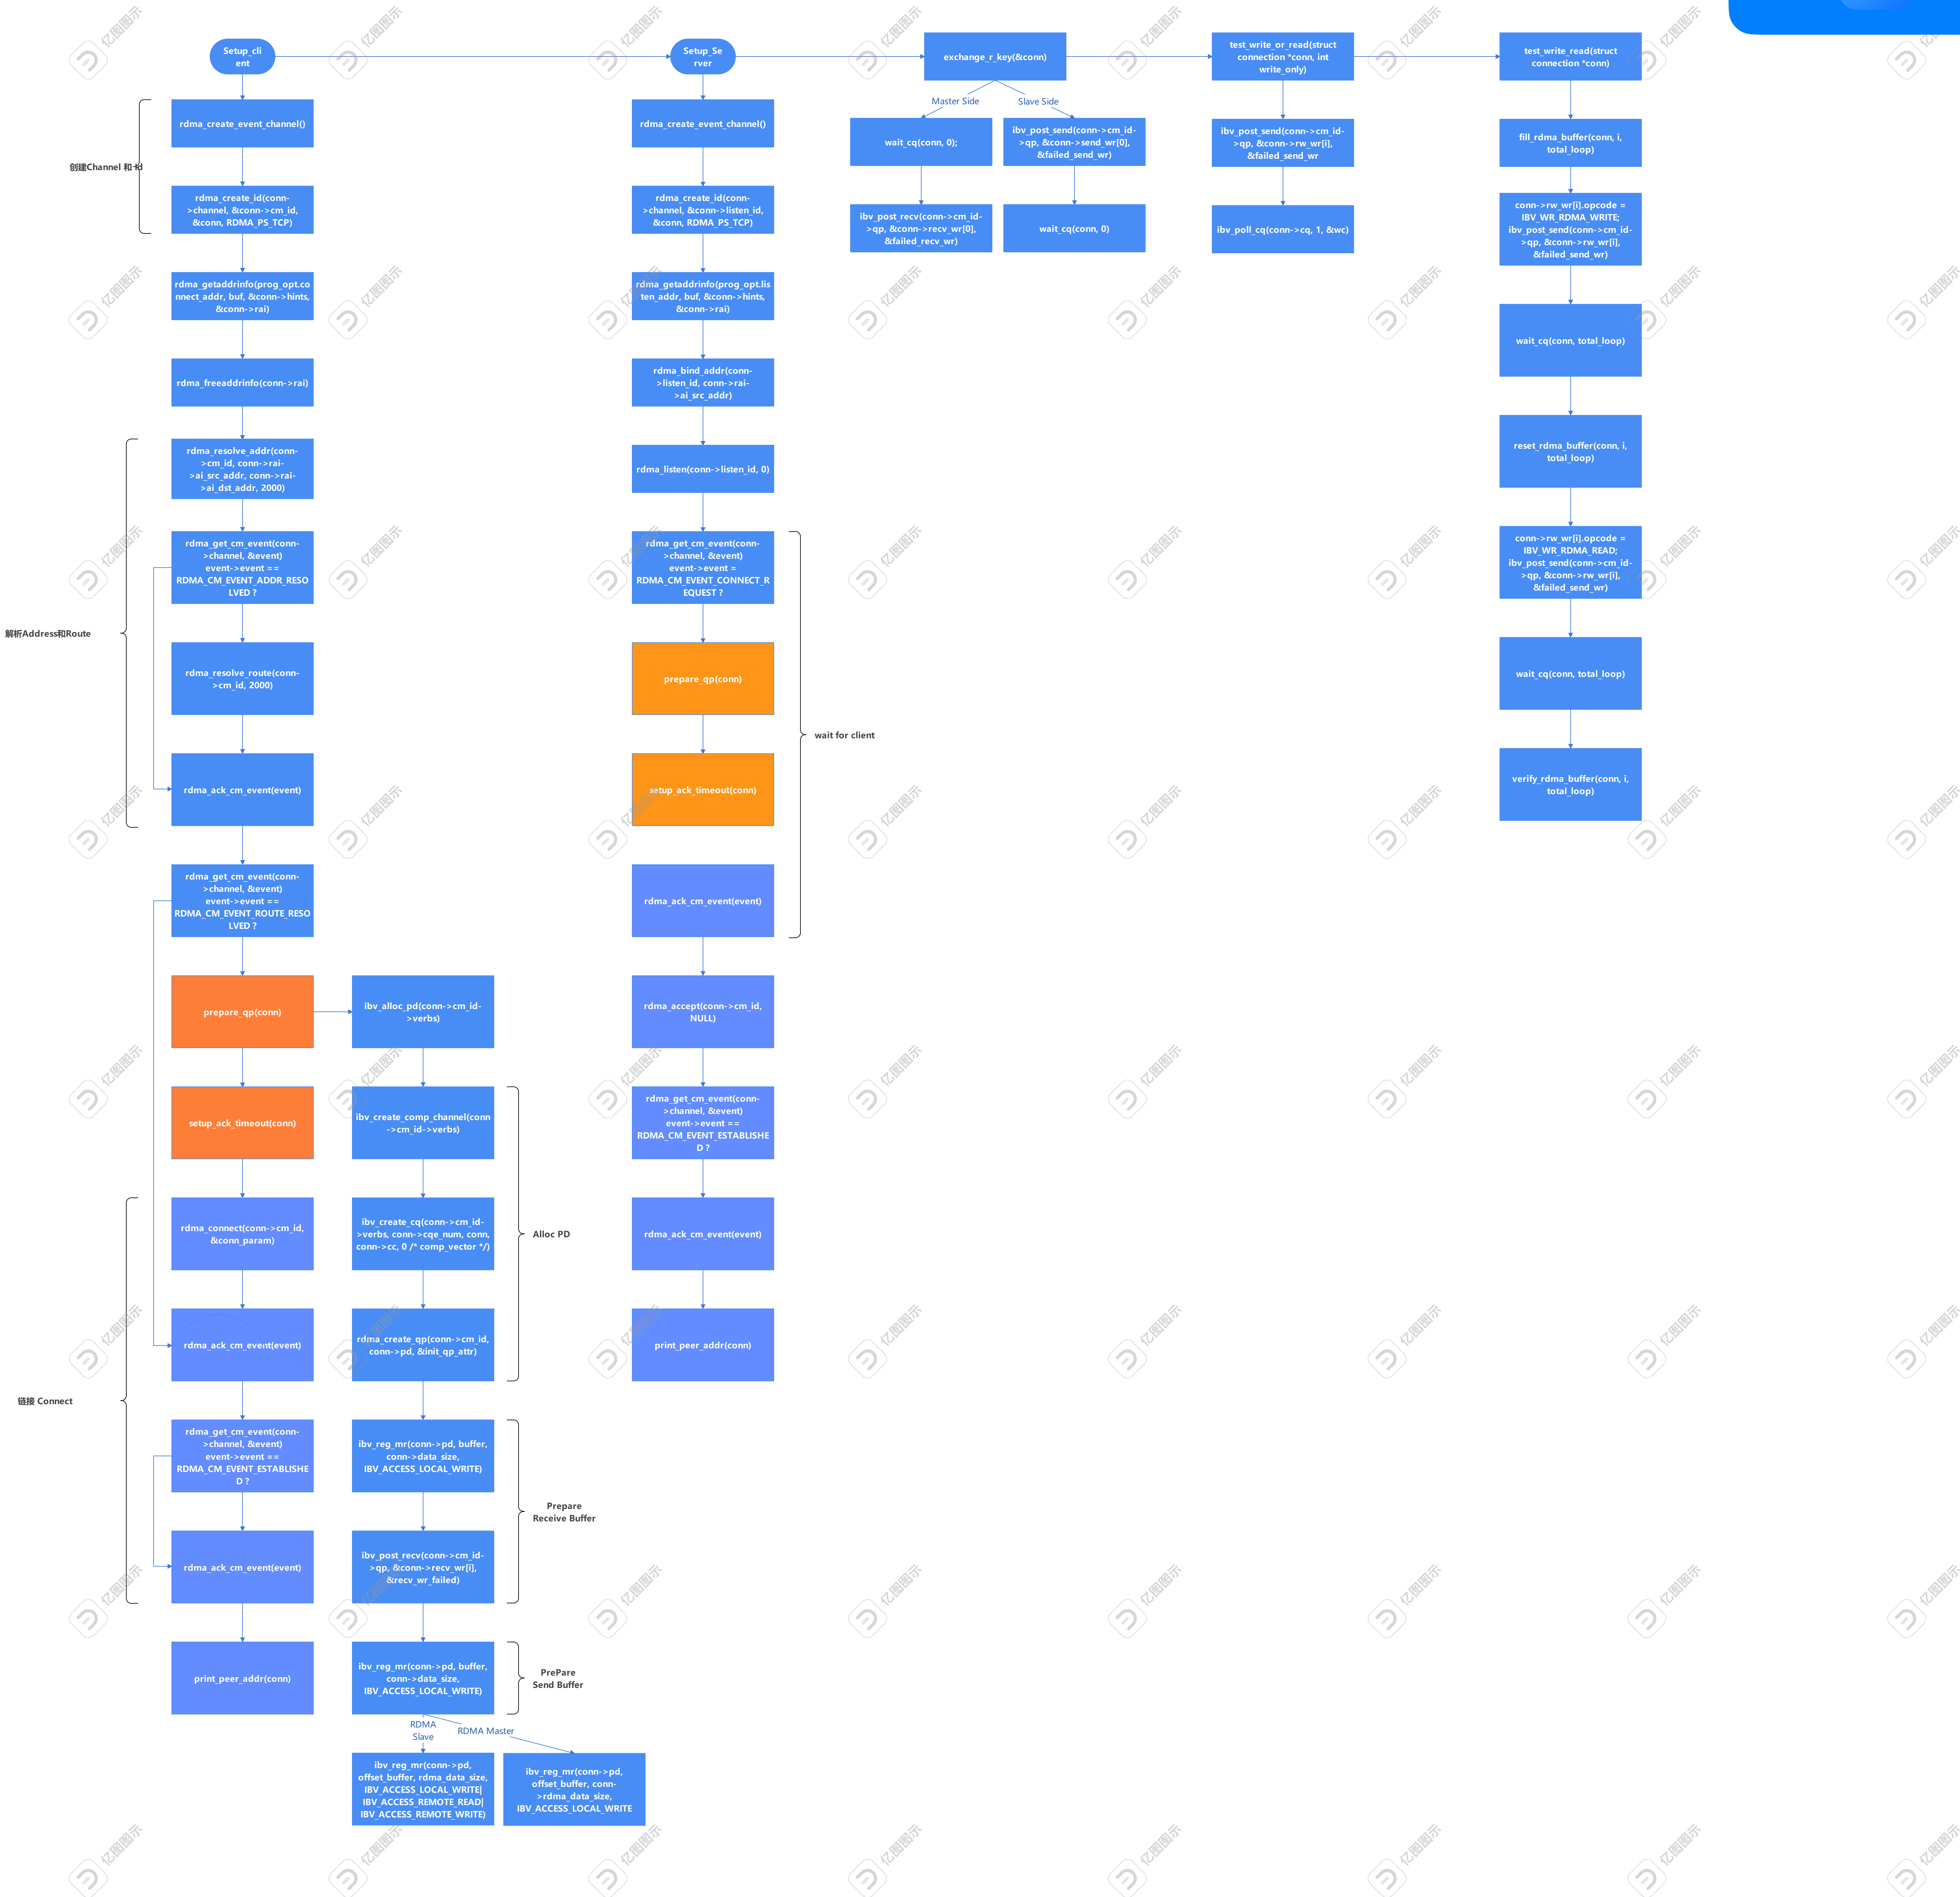 Setup_cli
ent
Setup_Se
rver
exchange_r_key(&conn)
test_write_or_read(struct
connection *conn, int
write_only)
test_write_read(struct
connection *conn)
创建Channel 和 Id
rdma_create_event_channel()
rdma_create_id(conn-
>channel, &conn->cm_id,
&conn, RDMA_PS_TCP)
rdma_getaddrinfo(prog_opt.co
nnect_addr, buf, &conn->hints,
&conn->rai)
rdma_freeaddrinfo(conn->rai)
解析Address和Route
rdma_resolve_addr(conn-
>cm_id, conn->rai-
>ai_src_addr, conn->rai-
>ai_dst_addr, 2000)
rdma_get_cm_event(conn-
>channel, &event)
event->event ==
RDMA_CM_EVENT_ADDR_RESO
LVED ?
rdma_resolve_route(conn-
>cm_id, 2000)
rdma_ack_cm_event(event)
rdma_get_cm_event(conn-
>channel, &event)
event->event ==
RDMA_CM_EVENT_ROUTE_RESO
LVED ?
prepare_qp(conn)
setup_ack_timeout(conn)
链接 Connect
rdma_connect(conn->cm_id,
&conn_param)
rdma_ack_cm_event(event)
rdma_get_cm_event(conn-
>channel, &event)
event->event ==
RDMA_CM_EVENT_ESTABLISHE
D ?
rdma_ack_cm_event(event)
print_peer_addr(conn)
ibv_alloc_pd(conn->cm_id-
>verbs)
ibv_create_comp_channel(conn
->cm_id->verbs)
ibv_create_cq(conn->cm_id-
>verbs, conn->cqe_num, conn,
conn->cc, 0 /* comp_vector */)
rdma_create_qp(conn->cm_id,
conn->pd, &init_qp_attr)
Alloc PD
ibv_reg_mr(conn->pd, buffer,
conn->data_size,
IBV_ACCESS_LOCAL_WRITE)
ibv_post_recv(conn->cm_id-
>qp, &conn->recv_wr[i],
&recv_wr_failed)
Prepare
Receive Buffer
ibv_reg_mr(conn->pd, buffer,
conn->data_size,
IBV_ACCESS_LOCAL_WRITE)
PrePare
Send Buffer
RDMA
Slave
RDMA Master
ibv_reg_mr(conn->pd,
offset_buffer, rdma_data_size,
IBV_ACCESS_LOCAL_WRITE|
IBV_ACCESS_REMOTE_READ|
IBV_ACCESS_REMOTE_WRITE)
ibv_reg_mr(conn->pd,
offset_buffer, conn-
>rdma_data_size,
IBV_ACCESS_LOCAL_WRITE
rdma_create_event_channel()
rdma_create_id(conn-
>channel, &conn->listen_id,
&conn, RDMA_PS_TCP)
rdma_getaddrinfo(prog_opt.lis
ten_addr, buf, &conn->hints,
&conn->rai)
rdma_bind_addr(conn-
>listen_id, conn->rai-
>ai_src_addr)
rdma_listen(conn->listen_id, 0)
rdma_get_cm_event(conn-
>channel, &event)
event->event =
RDMA_CM_EVENT_CONNECT_R
EQUEST ?
prepare_qp(conn)
setup_ack_timeout(conn)
rdma_ack_cm_event(event)
wait for client
rdma_accept(conn->cm_id,
NULL)
rdma_get_cm_event(conn-
>channel, &event)
event->event ==
RDMA_CM_EVENT_ESTABLISHE
D ?
rdma_ack_cm_event(event)
print_peer_addr(conn)
Master Side
Slave Side
wait_cq(conn, 0);
ibv_post_recv(conn->cm_id-
>qp, &conn->recv_wr[0],
&failed_recv_wr)
ibv_post_send(conn->cm_id-
>qp, &conn->send_wr[0],
&failed_send_wr)
wait_cq(conn, 0)
ibv_post_send(conn->cm_id-
>qp, &conn->rw_wr[i],
&failed_send_wr
ibv_poll_cq(conn->cq, 1, &wc)
fill_rdma_buffer(conn, i,
total_loop)
conn->rw_wr[i].opcode =
IBV_WR_RDMA_WRITE;
ibv_post_send(conn->cm_id-
>qp, &conn->rw_wr[i],
&failed_send_wr)
wait_cq(conn, total_loop)
reset_rdma_buffer(conn, i,
total_loop)
conn->rw_wr[i].opcode =
IBV_WR_RDMA_READ;
ibv_post_send(conn->cm_id-
>qp, &conn->rw_wr[i],
&failed_send_wr)
wait_cq(conn, total_loop)
verify_rdma_buffer(conn, i,
total_loop)
亿图图示